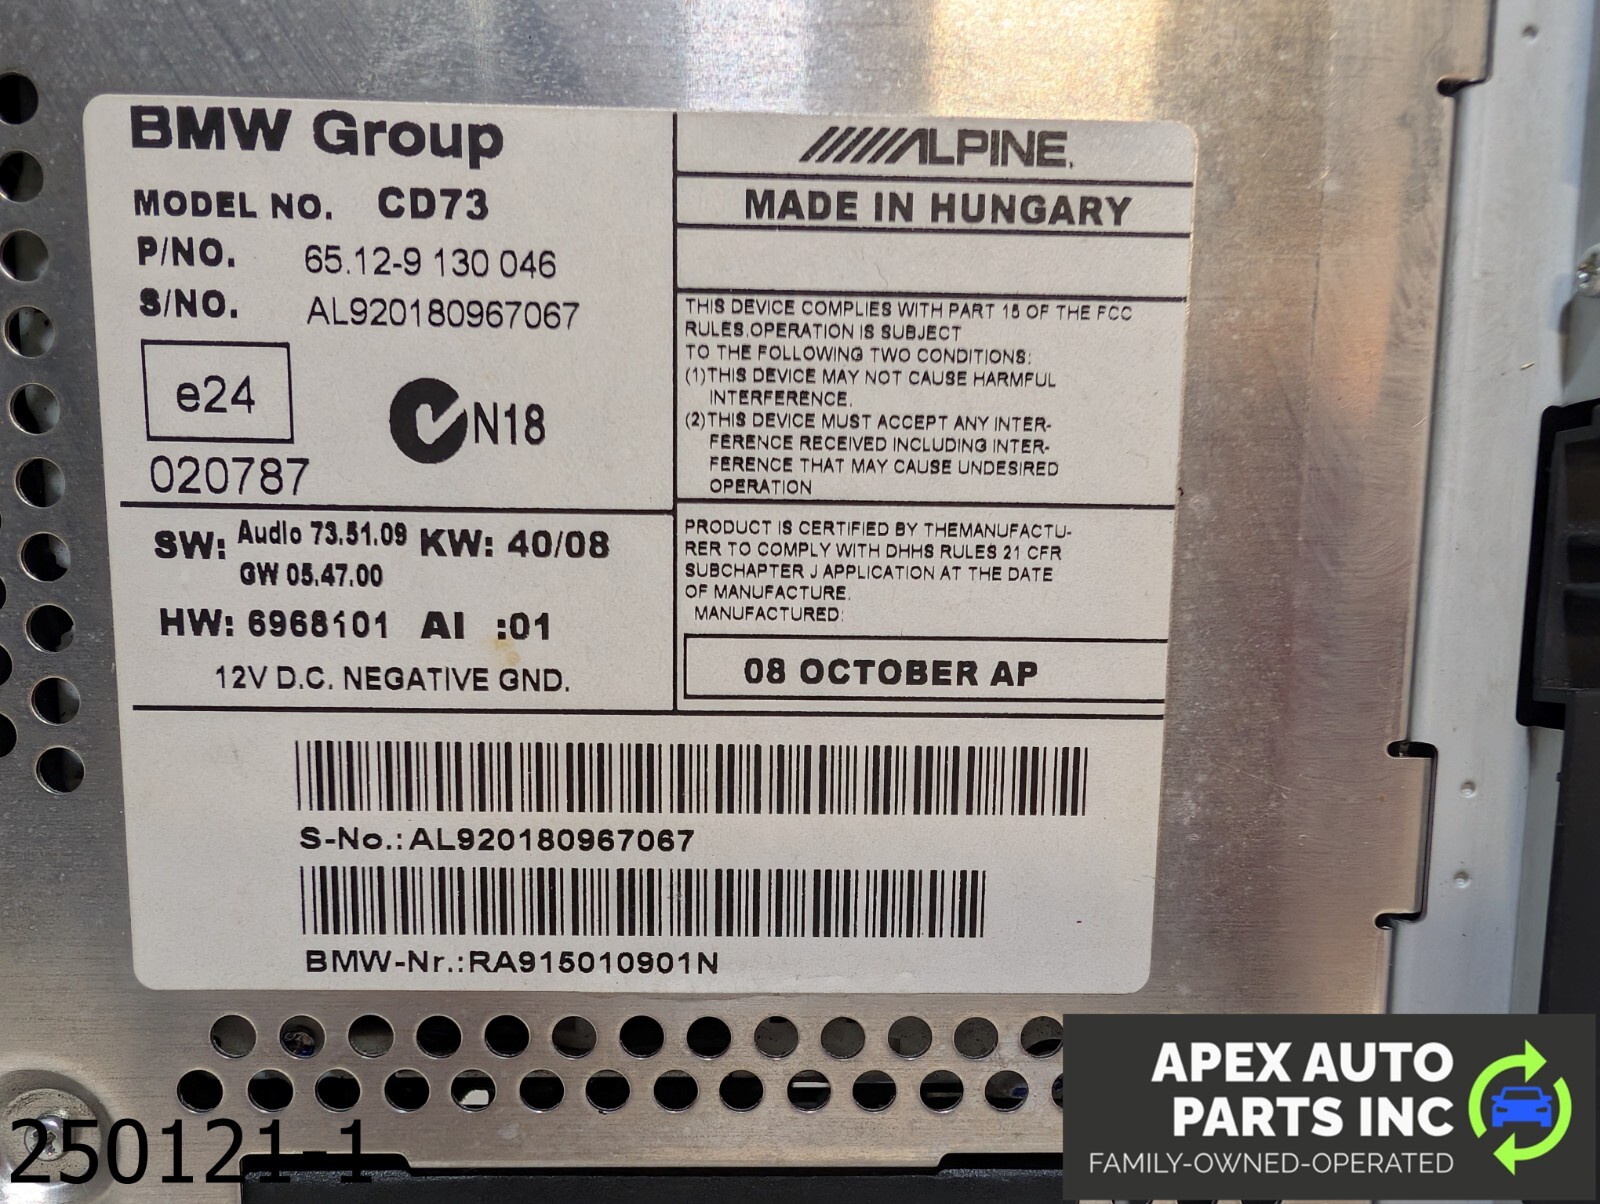 BMW Group
MODEL NO. CD73
P/NO. 65.12-9 130 046
S/NO. AL920180967067
e24
N18
020787
SW: Audio 73.51.09 KW: 40/08
GW 05.47.00
HW: 6968101 AI :01
12V D.C. NEGATIVE GND.
ALPINE.
MADE IN HUNGARY
THIS DEVICE COMPLIES WITH PART 15 OF THE FCC
RULES.OPERATION IS SUBJECT
TO THE FOLLOWING TWO CONDITIONS:
(1)THIS DEVICE MAY NOT CAUSE HARMFUL
INTERFERENCE.
(2)THIS DEVICE MUST ACCEPT ANY INTER-
FERENCE RECEIVED INCLUDING INTER-
FERENCE THAT MAY CAUSE UNDESIRED
OPERATION
PRODUCT IS CERTIFIED BY THEMANUFACTU-
RER TO COMPLY WITH DHHS RULES 21 CFR
SUBCHAPTER J APPLICATION AT THE DATE
OF MANUFACTURE.
MANUFACTURED:
08 OCTOBER AP
S-No.:AL920180967067
BMW-Nr.:RA915010901N
250121-1
APEX AUTO
PARTS INC
FAMILY-OWNED-OPERATED